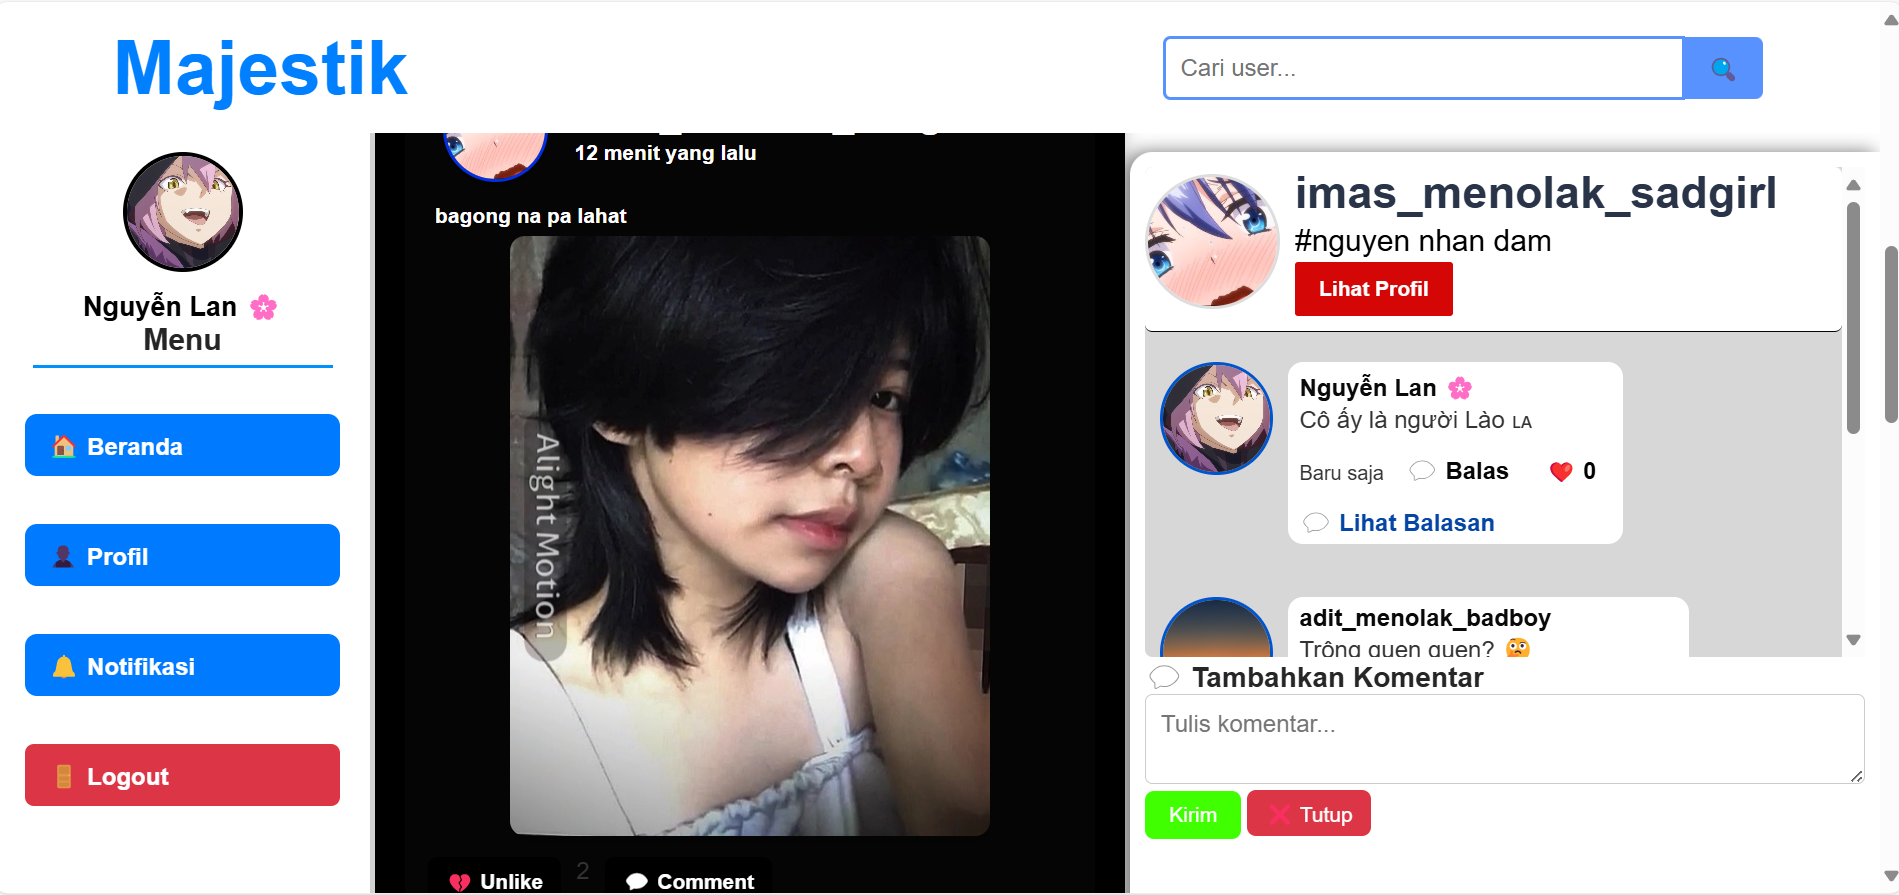 Majestik
Cari user...
Nguyễn Lan 🌸
Menu
🏠 Beranda
👤 Profil
🔔 Notifikasi
🚪 Logout
12 menit yang lalu
bagong na pa lahat
Alight Motion
💔 Unlike
2
💬 Comment
imas_menolak_sadgirl
#nguyen nhan dam
Lihat Profil
Nguyễn Lan 🌸
Cô ấy là người Lào ʟᴀ
Baru saja 💬 Balas ❤️ 0
💬 Lihat Balasan
adit_menolak_badboy
Trông quen quen? 🤨
💬 Tambahkan Komentar
Tulis komentar...
Kirim
❌ Tutup